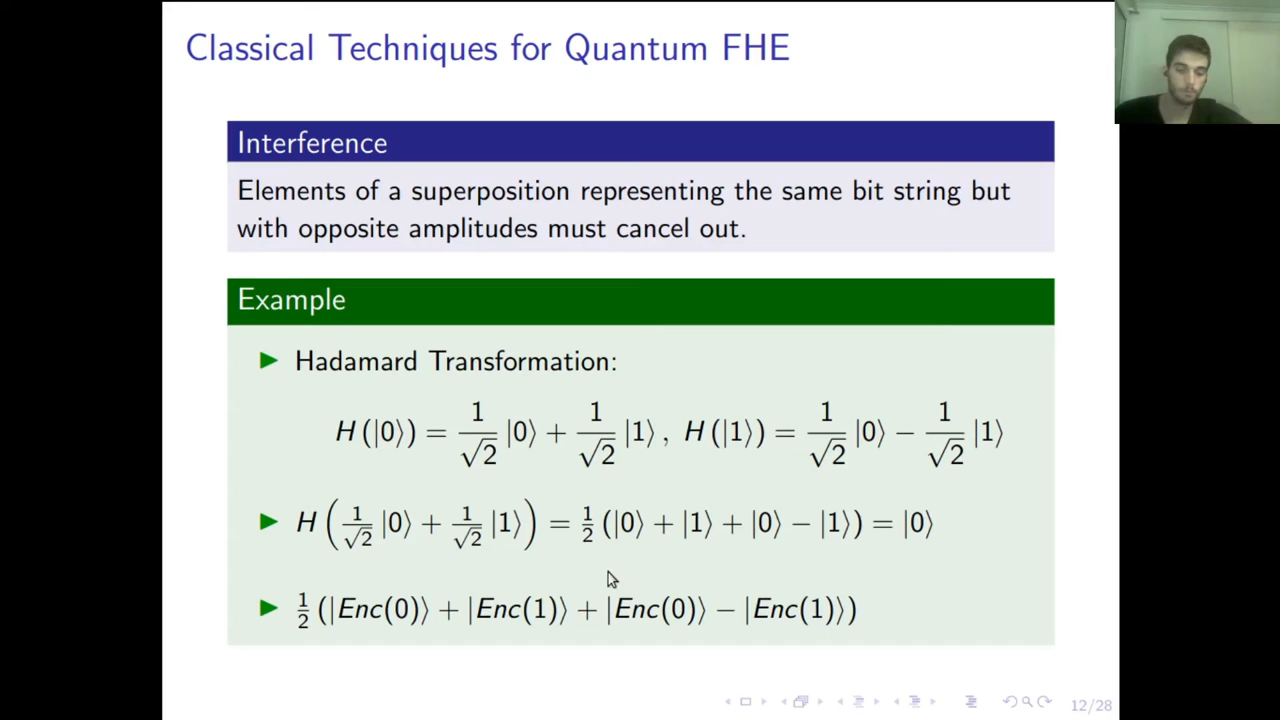 Classical Techniques for Quantum FHE
Interference
Elements of a superposition representing the same bit string but
with opposite amplitudes must cancel out.
Example
▶ Hadamard Transformation:
H(|0⟩) = 1/√2 |0⟩ + 1/√2 |1⟩, H(|1⟩) = 1/√2 |0⟩ − 1/√2 |1⟩
▶ H(1/√2 |0⟩ + 1/√2 |1⟩) = 1/2 (|0⟩ + |1⟩ + |0⟩ − |1⟩) = |0⟩
▶ 1/2 (|Enc(0)⟩ + |Enc(1)⟩ + |Enc(0)⟩ − |Enc(1)⟩)
12/28